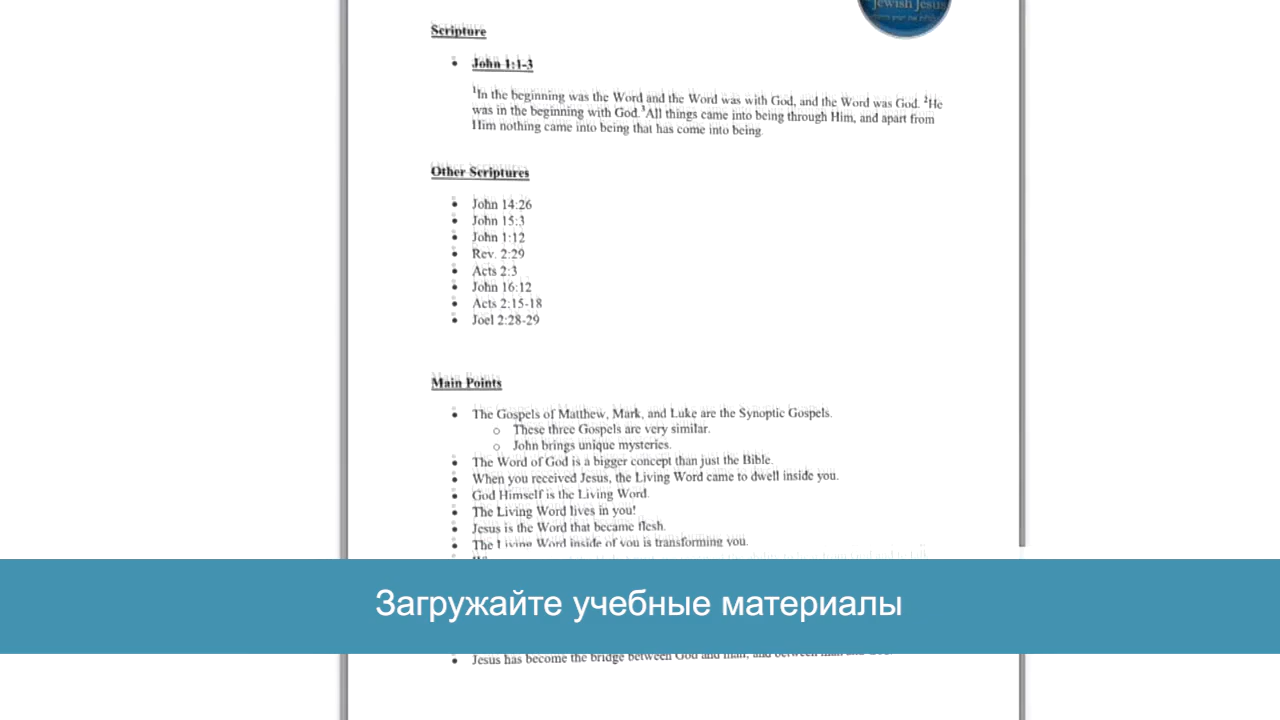 Jewish Jesus
Scripture
• John 1:1-3
¹In the beginning was the Word and the Word was with God, and the Word was God. ²He
was in the beginning with God. ³All things came into being through Him, and apart from
Him nothing came into being that has come into being
Other Scriptures
• John 14:26
• John 15:3
• John 1:12
• Rev. 2:29
• Acts 2:3
• John 16:12
• Acts 2:15-18
• Joel 2:28-29
Main Points
• The Gospels of Matthew, Mark, and Luke are the Synoptic Gospels.
o These three Gospels are very similar.
o John brings unique mysteries.
• The Word of God is a bigger concept than just the Bible.
• When you received Jesus, the Living Word came to dwell inside you.
• God Himself is the Living Word.
• The Living Word lives in you!
• Jesus is the Word that became flesh.
• The Living Word inside of you is transforming you.
Загружайте учебные материалы
• Jesus has become the bridge between God and man, and between man and